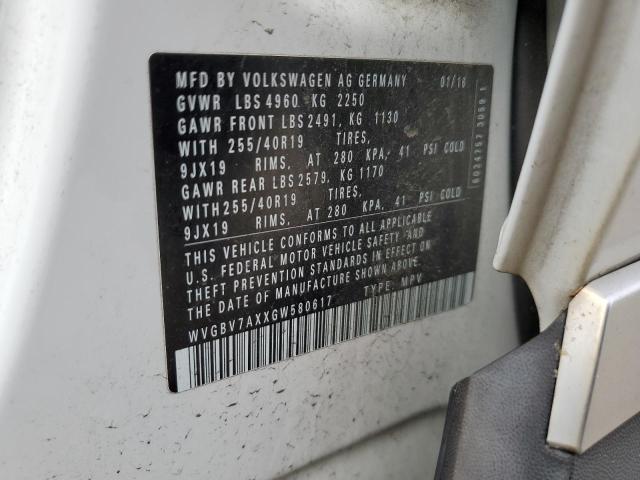 MFD BY VOLKSWAGEN AG GERMANY 01/16
GVWR LBS 4960 KG 2250
GAWR FRONT LBS 2491, KG 1130
WITH 255/40R19 TIRES,
9JX19 RIMS, AT 280 KPA, 41 PSI COLD
GAWR REAR LBS 2579, KG 1170
WITH 255/40R19 TIRES,
9JX19 RIMS, AT 280 KPA, 41 PSI COLD
THIS VEHICLE CONFORMS TO ALL APPLICABLE
U.S. FEDERAL MOTOR VEHICLE SAFETY AND
THEFT PREVENTION STANDARDS IN EFFECT ON
THE DATE OF MANUFACTURE SHOWN ABOVE.
WVGBV7AXXGW580617 TYPE: MPV
6024757 3059 1